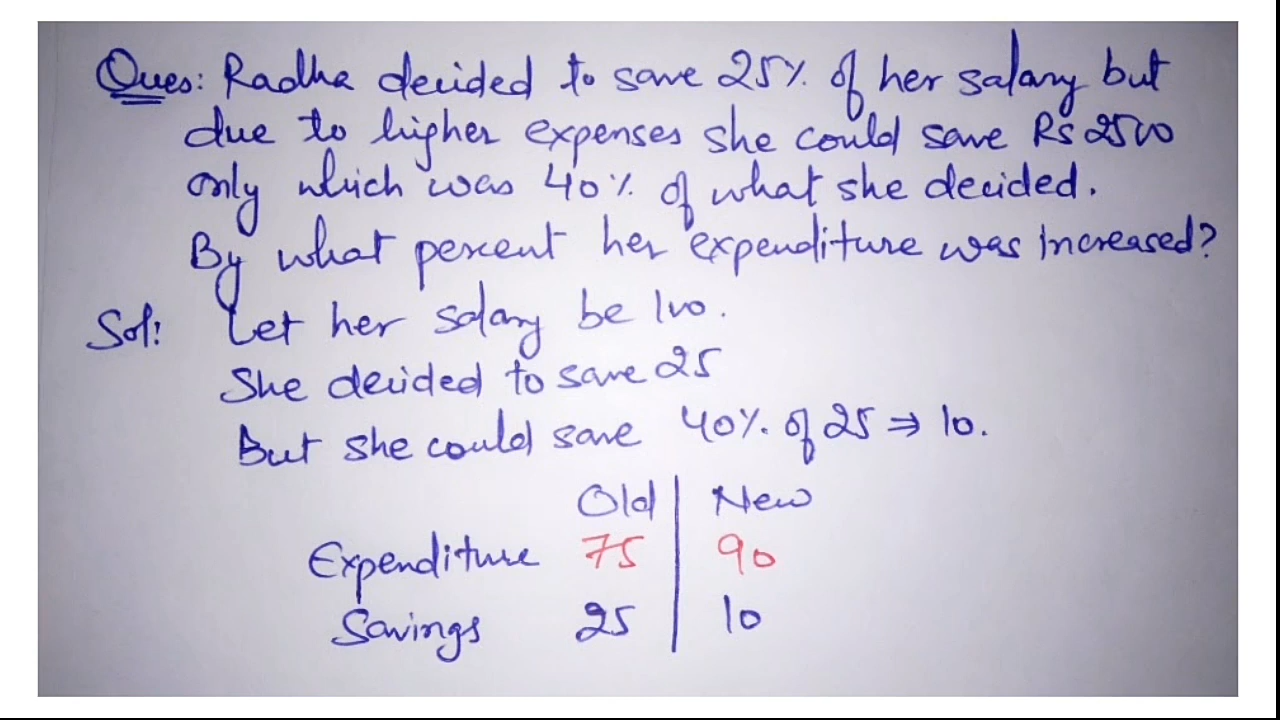 Ques: Radha decided to save 25% of her salary but
due to higher expenses she could save Rs 2500
only which was 40% of what she decided.
By what percent her expenditure was increased?
Sol: Let her salary be 100.
She decided to save 25
But she could save 40% of 25 ⇒ 10.
Old | New
Expenditure 75 | 90
Savings 25 | 10